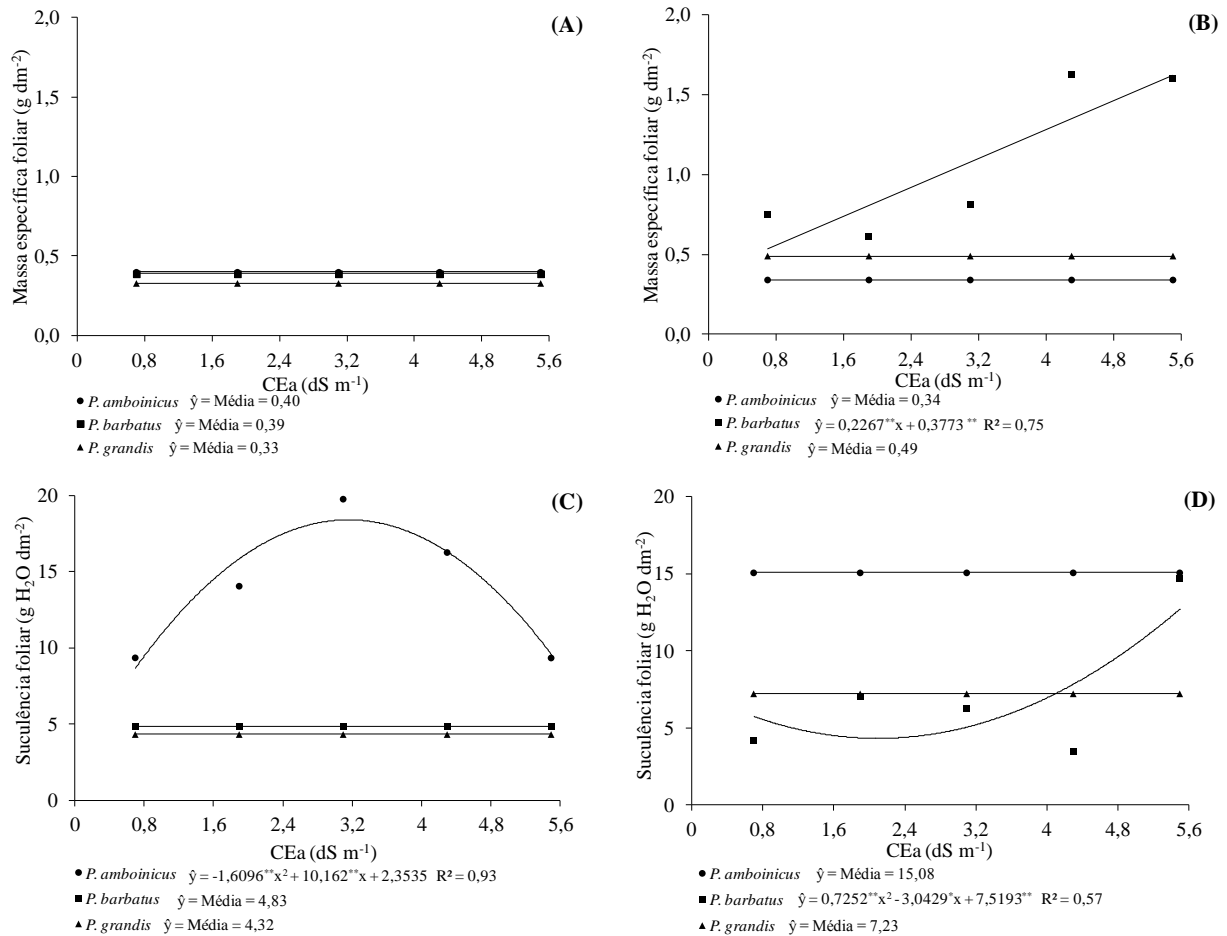 (A)
Massa específica foliar (g dm-2)
2,0
1,5
1,0
0,5
0,0
0 0,8 1,6 2,4 3,2 4 4,8 5,6
CEa (dS m-1)
P. amboinicus ŷ = Média = 0,40
P. barbatus ŷ = Média = 0,39
P. grandis ŷ = Média = 0,33
(B)
Massa específica foliar (g dm-2)
2,0
1,5
1,0
0,5
0,0
0 0,8 1,6 2,4 3,2 4 4,8 5,6
CEa (dS m-1)
P. amboinicus ŷ = Média = 0,34
P. barbatus ŷ = 0,2267**x + 0,3773 ** R² = 0,75
P. grandis ŷ = Média = 0,49
(C)
Suculência foliar (g H2O dm-2)
20
15
10
5
0
0 0,8 1,6 2,4 3,2 4 4,8 5,6
CEa (dS m-1)
P. amboinicus ŷ = -1,6096**x² + 10,162**x + 2,3535 R² = 0,93
P. barbatus ŷ = Média = 4,83
P. grandis ŷ = Média = 4,32
(D)
Suculência foliar (g H2O dm-2)
20
15
10
5
0
0 0,8 1,6 2,4 3,2 4 4,8 5,6
CEa (dS m-1)
P. amboinicus ŷ = Média = 15,08
P. barbatus ŷ = 0,7252**x² - 3,0429*x + 7,5193** R² = 0,57
P. grandis ŷ = Média = 7,23